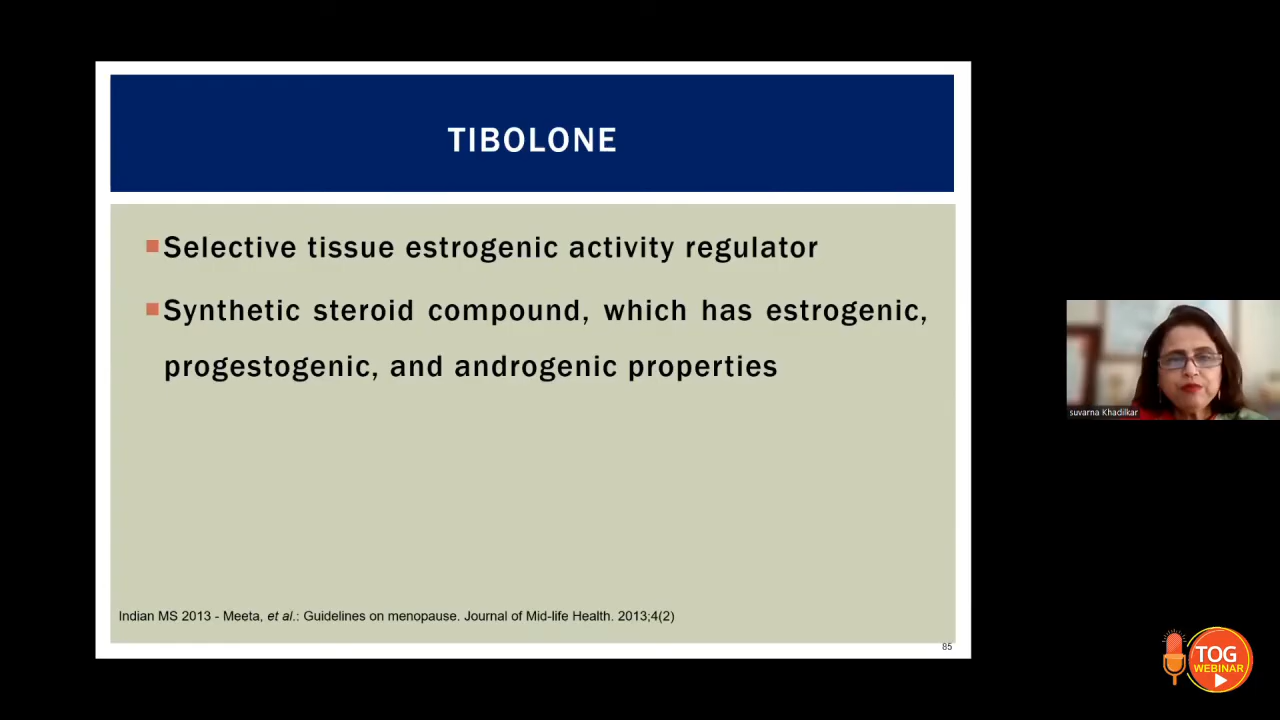 TIBOLONE
Selective tissue estrogenic activity regulator
Synthetic steroid compound, which has estrogenic,
progestogenic, and androgenic properties
Indian MS 2013 - Meeta, et al.: Guidelines on menopause. Journal of Mid-life Health. 2013;4(2)
85
suvarna Khadilkar
TOG
WEBINAR